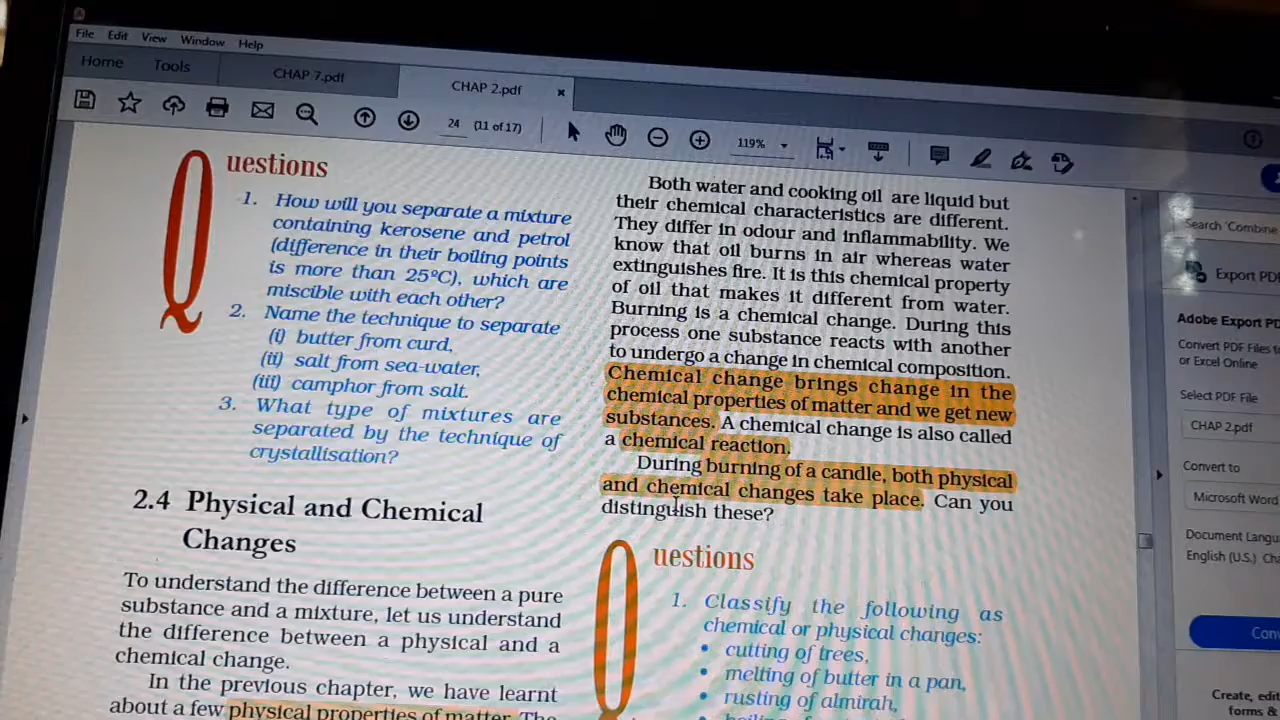 File Edit View Window Help
Home Tools CHAP 7.pdf CHAP 2.pdf ×
24 (11 of 17) 119%
Questions
1. How will you separate a mixture
containing kerosene and petrol
(difference in their boiling points
is more than 25ºC), which are
miscible with each other?
2. Name the technique to separate
(i) butter from curd,
(ii) salt from sea-water,
(iii) camphor from salt.
3. What type of mixtures are
separated by the technique of
crystallisation?
2.4 Physical and Chemical
Changes
To understand the difference between a pure
substance and a mixture, let us understand
the difference between a physical and a
chemical change.
In the previous chapter, we have learnt
about a few physical properties of matter. The
Both water and cooking oil are liquid but
their chemical characteristics are different.
They differ in odour and inflammability. We
know that oil burns in air whereas water
extinguishes fire. It is this chemical property
of oil that makes it different from water.
Burning is a chemical change. During this
process one substance reacts with another
to undergo a change in chemical composition.
Chemical change brings change in the
chemical properties of matter and we get new
substances. A chemical change is also called
a chemical reaction.
During burning of a candle, both physical
and chemical changes take place. Can you
distinguish these?
Questions
1. Classify the following as
chemical or physical changes:
• cutting of trees,
• melting of butter in a pan,
• rusting of almirah,
Search 'Combine
Export PDF
Adobe Export P
Convert PDF Files t
or Excel Online
Select PDF File
CHAP 2.pdf
Convert to
Microsoft Word
Document Langu
English (U.S.) Ch
Con
Create, edit
forms &